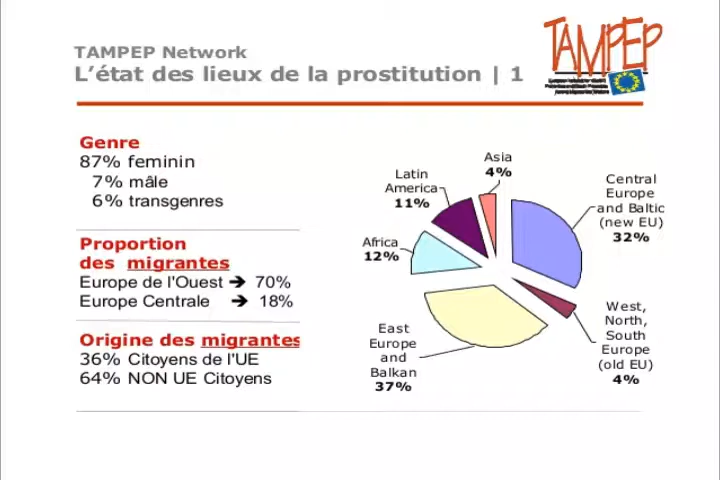 TAMPEP Network
L'état des lieux de la prostitution | 1
TAMPEP
Genre
87% feminin
7% mâle
6% transgenres
Proportion
des migrantes
Europe de l'Ouest ➔ 70%
Europe Centrale ➔ 18%
Origine des migrantes
36% Citoyens de l'UE
64% NON UE Citoyens
Asia
4%
Latin
America
11%
Africa
12%
East
Europe
and
Balkan
37%
Central
Europe
and Baltic
(new EU)
32%
West,
North,
South
Europe
(old EU)
4%